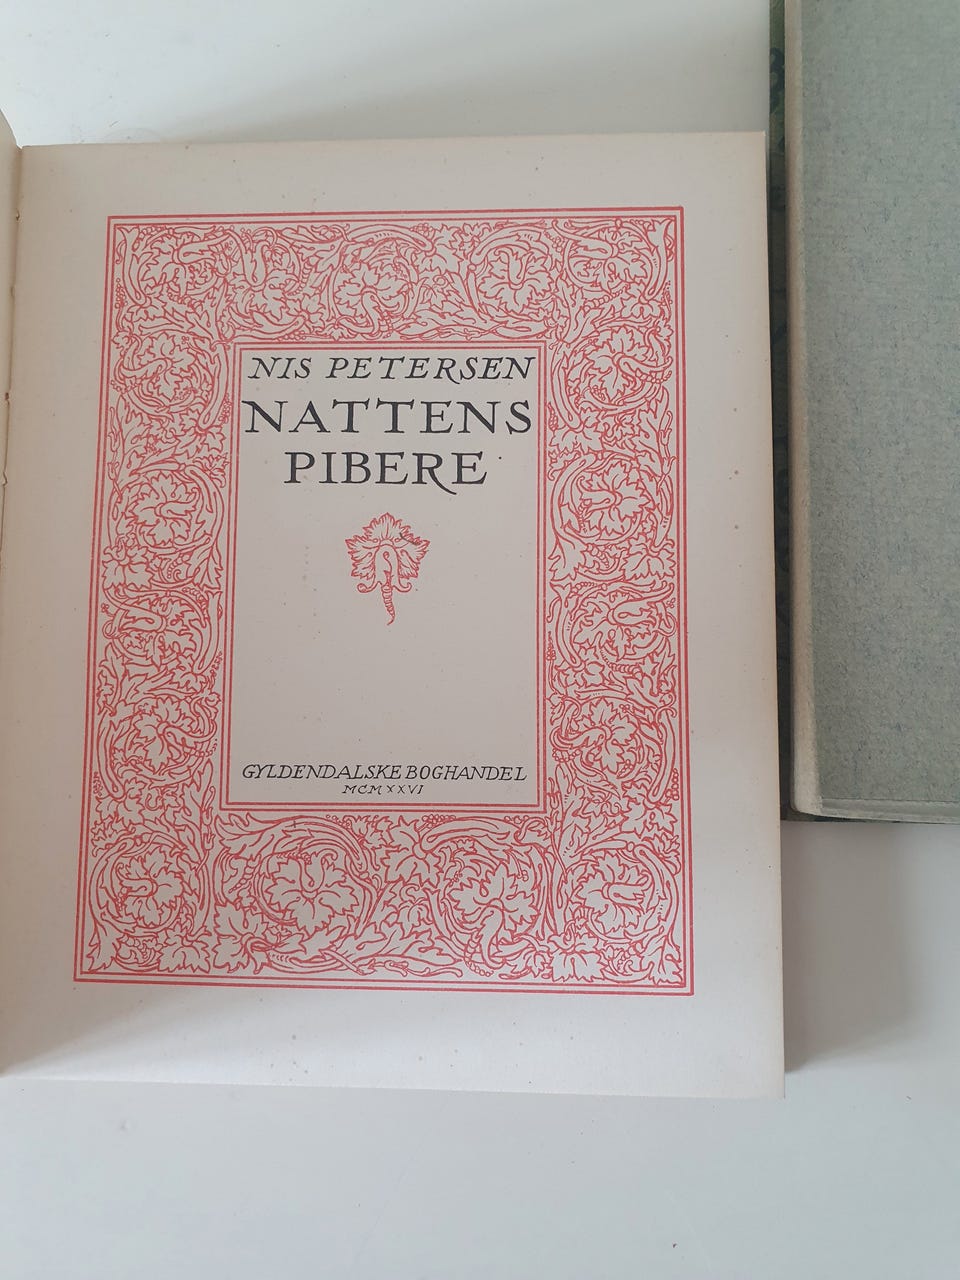 NIS PETERSEN
NATTENS
PIBERE
GYLDENDALSKE BOGHANDEL
MCMXXVI